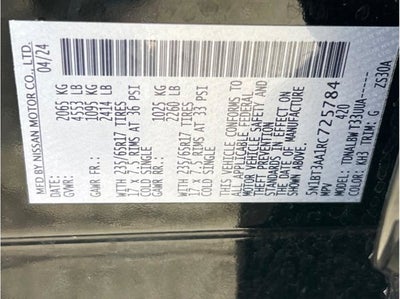 MFD BY NISSAN MOTOR CO., LTD.
04/24
GVWR: 2065 KG
4553 LB
GAWR FR: 1095 KG
2414 LB
WITH 235/65R17 TIRES
17 x 7.5 RIMS AT 36 PSI
COLD SINGLE
GAWR RR: 1025 KG
2260 LB
WITH 235/65R17 TIRES
17 x 7.5 RIMS AT 33 PSI
COLD SINGLE
THIS VEHICLE CONFORMS TO
ALL APPLICABLE FEDERAL
MOTOR VEHICLE SAFETY AND
THEFT PREVENTION
STANDARDS IN EFFECT ON
THE DATE OF MANUFACTURE
SHOWN ABOVE.
5N1BT3AA1RC725784
MPV 420
MODEL:
COLOR: KH3 TRIM: G ZS30A